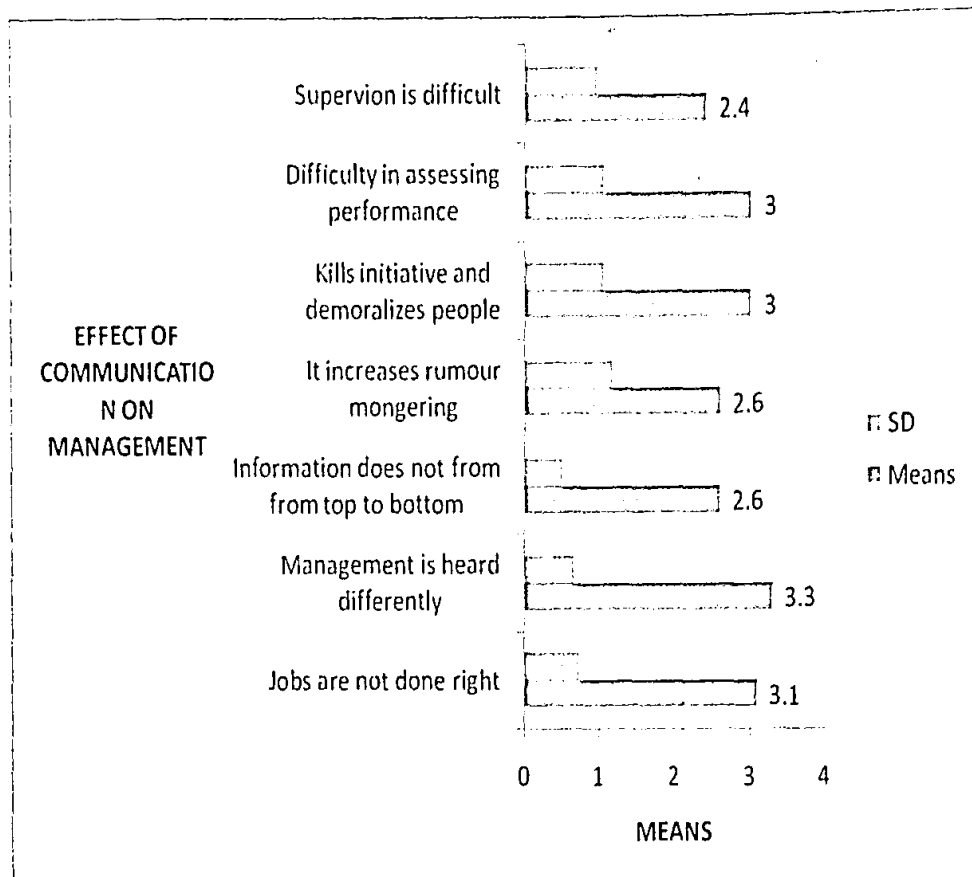 Supervion is difficult
2.4
Difficulty in assessing
performance
3
Kills initiative and
demoralizes people
3
EFFECT OF
COMMUNICATIO
N ON
MANAGEMENT
It increases rumour
mongering
2.6
Information does not from
from top to bottom
2.6
Management is heard
differently
3.3
Jobs are not done right
3.1
SD
Means
0 1 2 3 4
MEANS